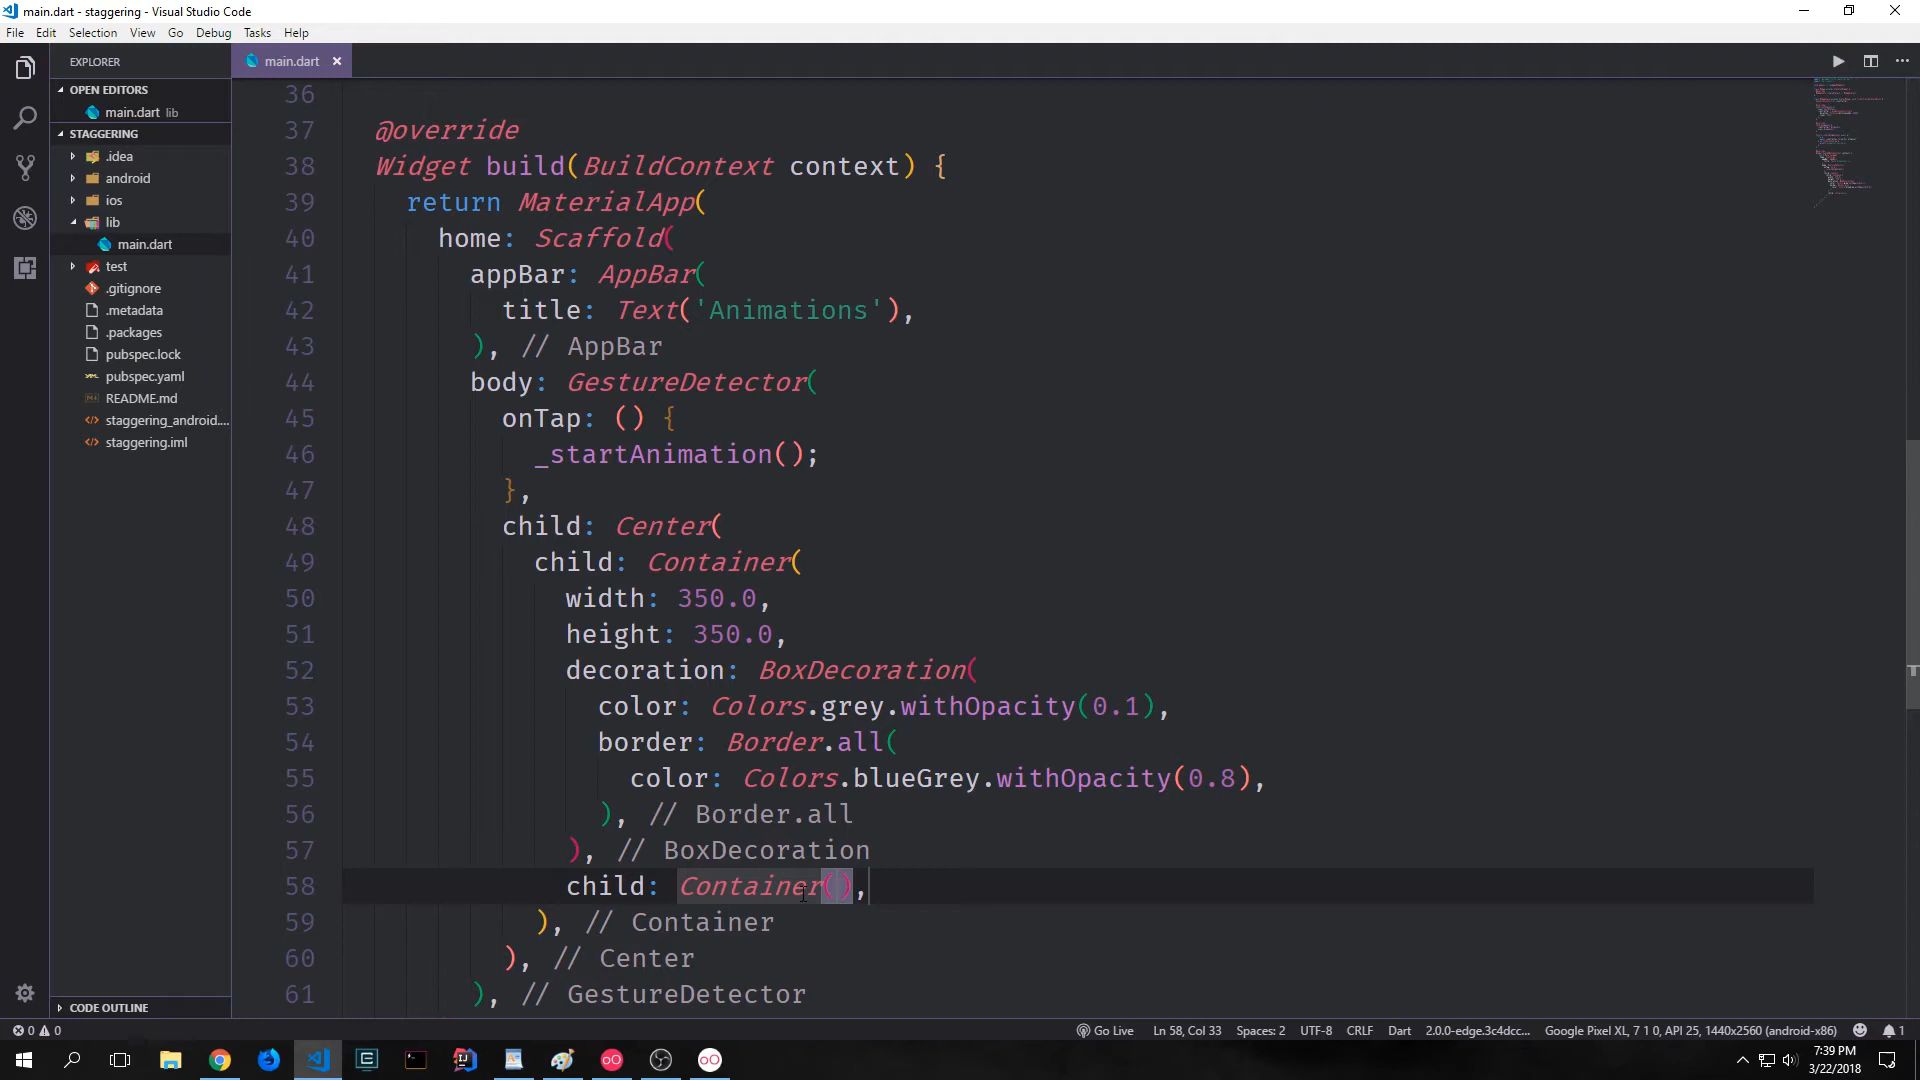 main.dart - staggering - Visual Studio Code
File Edit Selection View Go Debug Tasks Help
EXPLORER
OPEN EDITORS
main.dart lib
STAGGERING
.idea
android
ios
lib
main.dart
test
.gitignore
.metadata
.packages
pubspec.lock
pubspec.yaml
README.md
staggering_android....
staggering.iml
CODE OUTLINE
main.dart
36
37 @override
38 Widget build(BuildContext context) {
39 return MaterialApp(
40 home: Scaffold(
41 appBar: AppBar(
42 title: Text('Animations'),
43 ), // AppBar
44 body: GestureDetector(
45 onTap: () {
46 _startAnimation();
47 },
48 child: Center(
49 child: Container(
50 width: 350.0,
51 height: 350.0,
52 decoration: BoxDecoration(
53 color: Colors.grey.withOpacity(0.1),
54 border: Border.all(
55 color: Colors.blueGrey.withOpacity(0.8),
56 ), // Border.all
57 ), // BoxDecoration
58 child: Container(),
59 ), // Container
60 ), // Center
61 ), // GestureDetector
0 0 Go Live Ln 58, Col 33 Spaces: 2 UTF-8 CRLF Dart 2.0.0-edge.3c4dcc... Google Pixel XL, 7 1 0, API 25, 1440x2560 (android-x86) 1
7:39 PM
3/22/2018